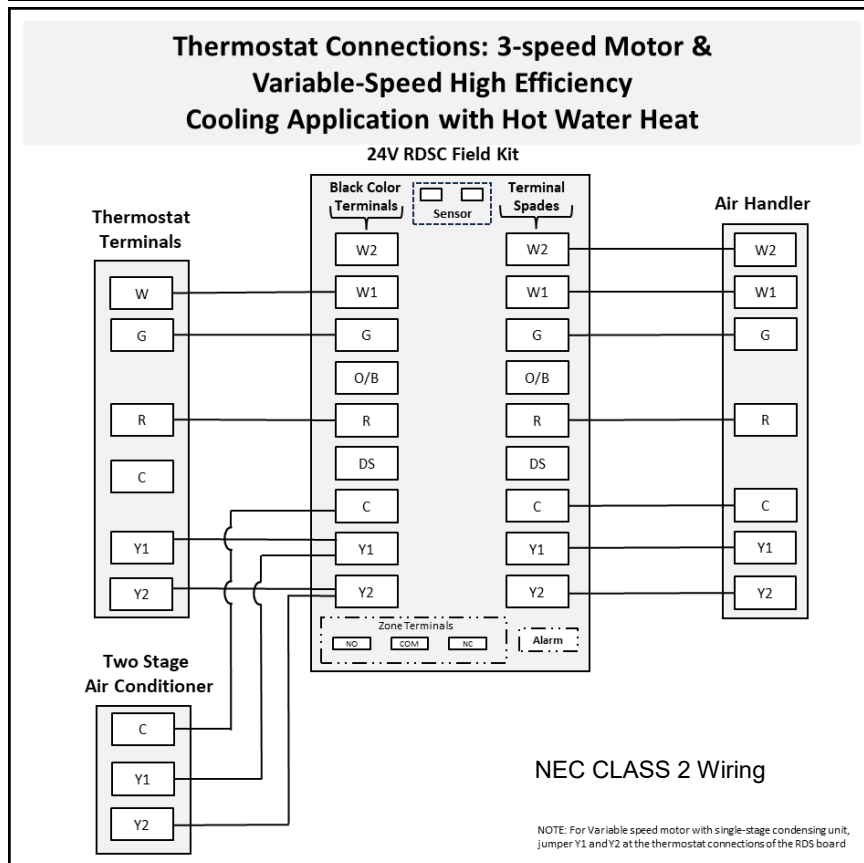 Thermostat Connections: 3-speed Motor &
Variable-Speed High Efficiency
Cooling Application with Hot Water Heat
24V RDSC Field Kit
Black Color
Terminals
Sensor
Terminal
Spades
Thermostat
Terminals
Air Handler
W
G
R
C
Y1
Y2
W2
W1
G
O/B
R
DS
C
Y1
Y2
W2
W1
G
O/B
R
DS
C
Y1
Y2
W2
W1
G
R
C
Y1
Y2
Zone Terminals
NO
COM
NC
Alarm
Two Stage
Air Conditioner
C
Y1
Y2
NEC CLASS 2 Wiring
NOTE: For Variable speed motor with single-stage condensing unit,
jumper Y1 and Y2 at the thermostat connections of the RDS board